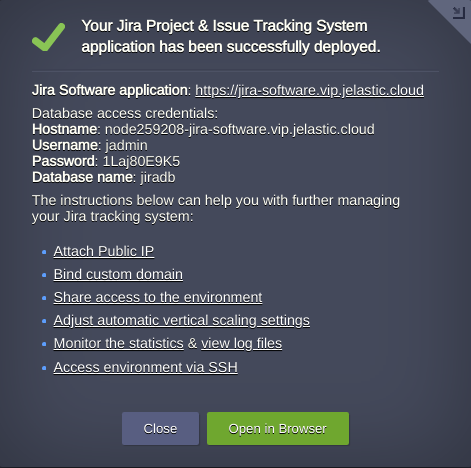 Your Jira Project & Issue Tracking System
application has been successfully deployed.
Jira Software application: https://jira-software.vip.jelastic.cloud
Database access credentials:
Hostname: node259208-jira-software.vip.jelastic.cloud
Username: jadmin
Password: 1Laj80E9K5
Database name: jiradb
The instructions below can help you with further managing
your Jira tracking system:
Attach Public IP
Bind custom domain
Share access to the environment
Adjust automatic vertical scaling settings
Monitor the statistics & view log files
Access environment via SSH
Close
Open in Browser